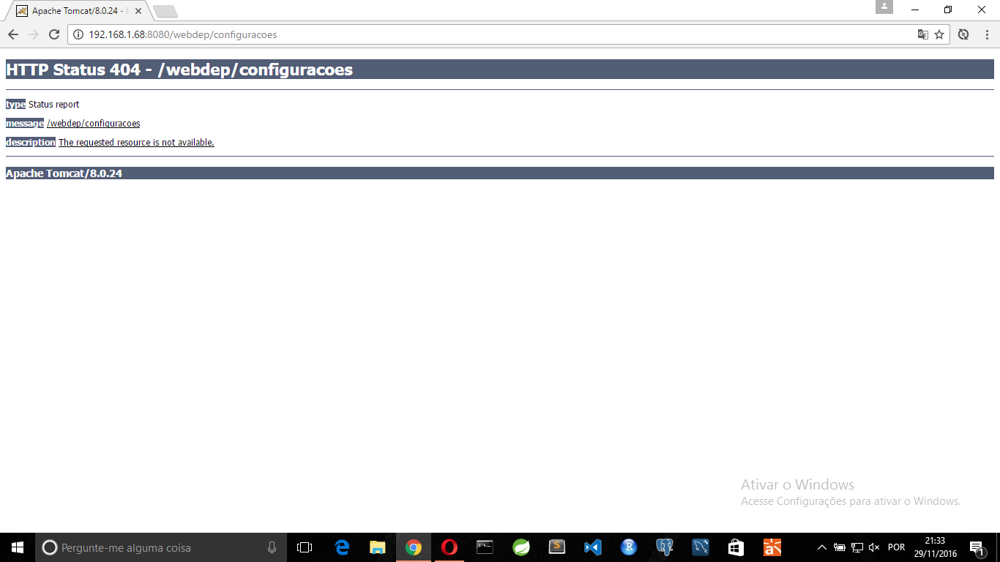 Apache Tomcat/8.0.24 - E
192.168.1.68:8080/webdep/configuracoes
HTTP Status 404 - /webdep/configuracoes
type Status report
message /webdep/configuracoes
description The requested resource is not available.
Apache Tomcat/8.0.24
Ativar o Windows
Acesse Configurações para ativar o Windows.
Pergunte-me alguma coisa
POR
21:33
29/11/2016
1